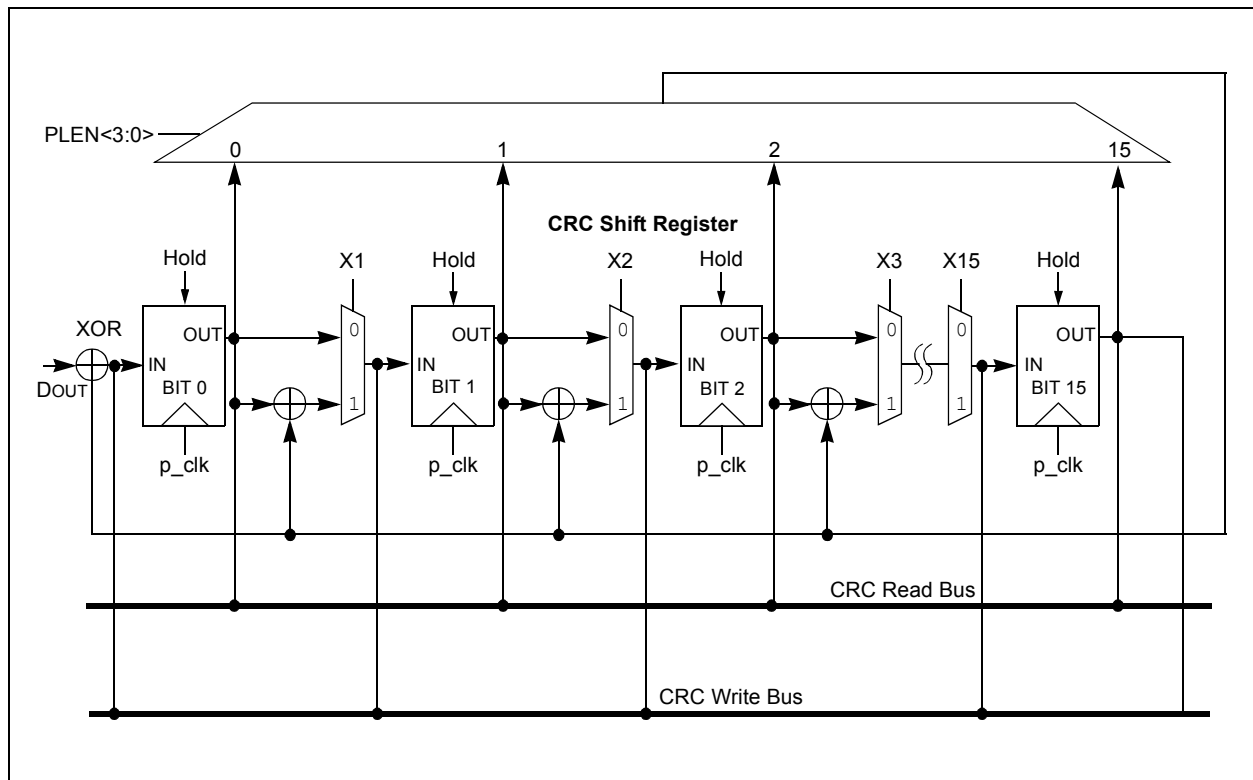 PLEN<3:0>
0 1 2 15
CRC Shift Register
Hold X1 Hold X2 Hold X3 X15 Hold
XOR
OUT 0 OUT 0 OUT 0 0 OUT
IN IN IN IN
DOUT
BIT 0 1 BIT 1 1 BIT 2 1 1 BIT 15
p_clk p_clk p_clk p_clk
CRC Read Bus
CRC Write Bus